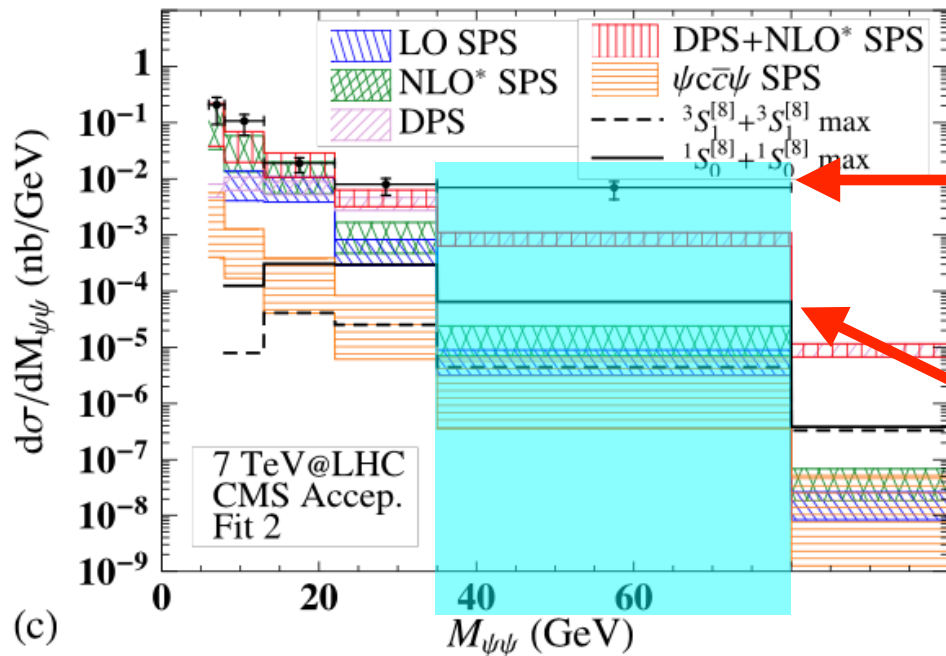 LO SPS
NLO* SPS
DPS
DPS+NLO* SPS
ψcc̄ψ SPS
³S₁^[8]+³S₁^[8] max
¹S₀^[8]+¹S₀^[8] max
dσ/dM_ψψ (nb/GeV)
1
10⁻¹
10⁻²
10⁻³
10⁻⁴
10⁻⁵
10⁻⁶
10⁻⁷
10⁻⁸
10⁻⁹
7 TeV@LHC
CMS Accep.
Fit 2
0 20 40 60
(c) M_ψψ (GeV)